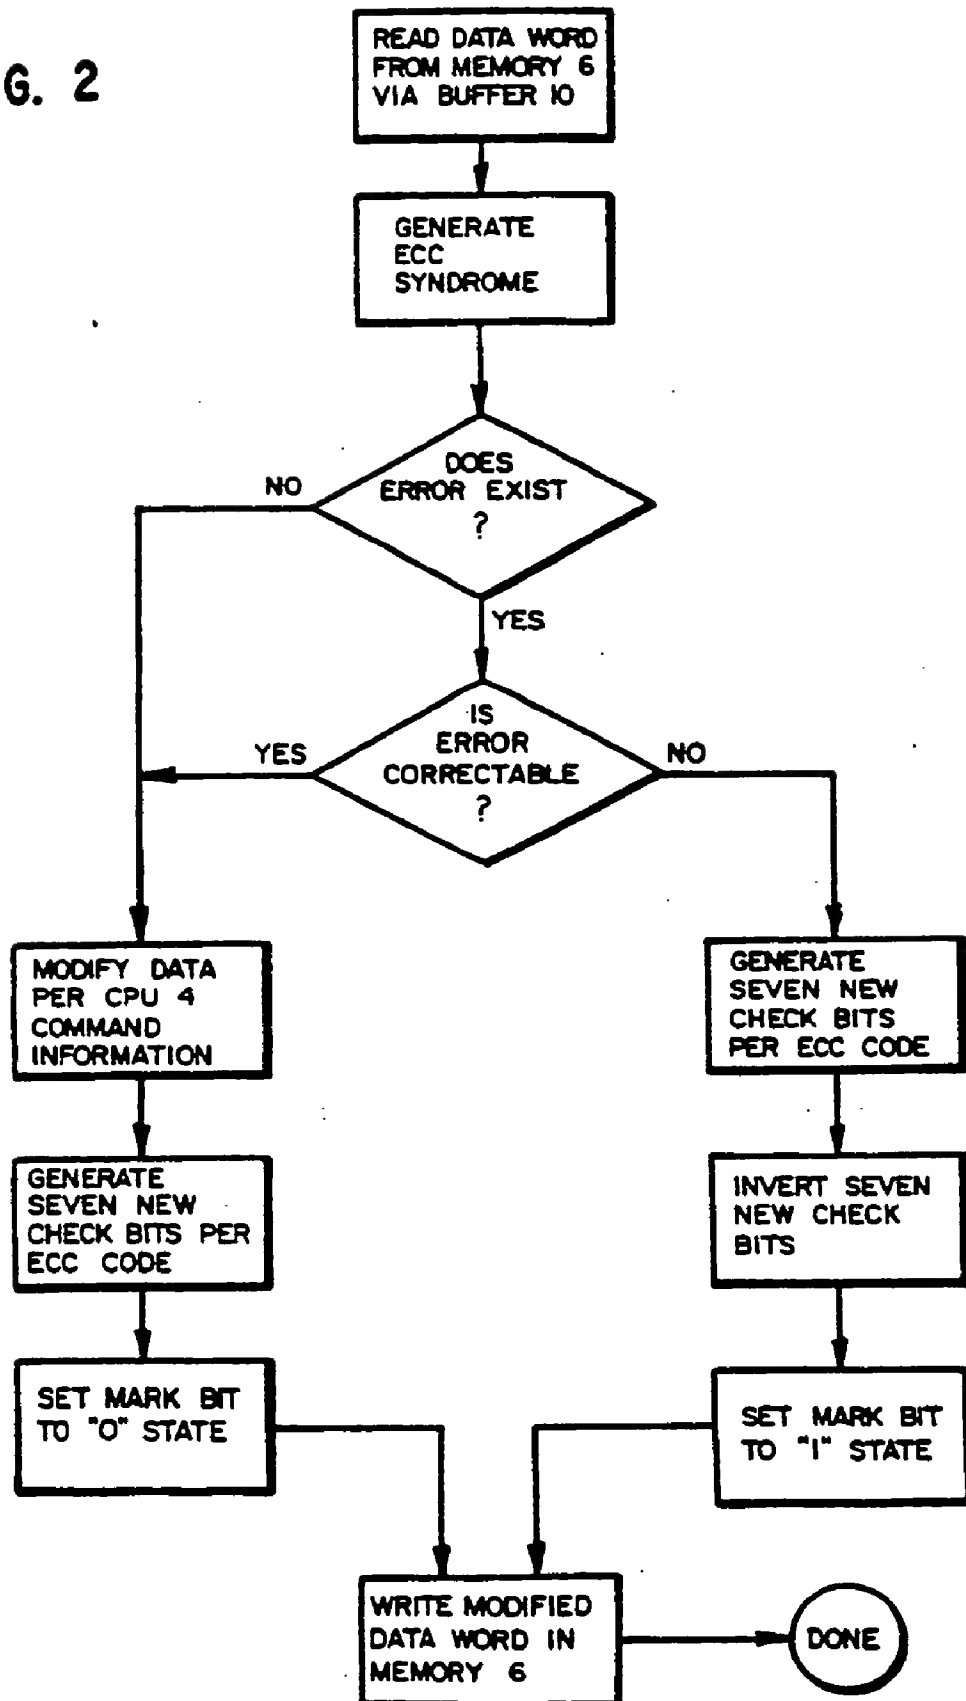 G. 2
READ DATA WORD
FROM MEMORY 6
VIA BUFFER 10
GENERATE
ECC
SYNDROME
DOES
ERROR EXIST
?
NO
YES
IS
ERROR
CORRECTABLE
?
YES
NO
MODIFY DATA
PER CPU 4
COMMAND
INFORMATION
GENERATE
SEVEN NEW
CHECK BITS
PER ECC CODE
GENERATE
SEVEN NEW
CHECK BITS PER
ECC CODE
INVERT SEVEN
NEW CHECK
BITS
SET MARK BIT
TO "0" STATE
SET MARK BIT
TO "1" STATE
WRITE MODIFIED
DATA WORD IN
MEMORY 6
DONE